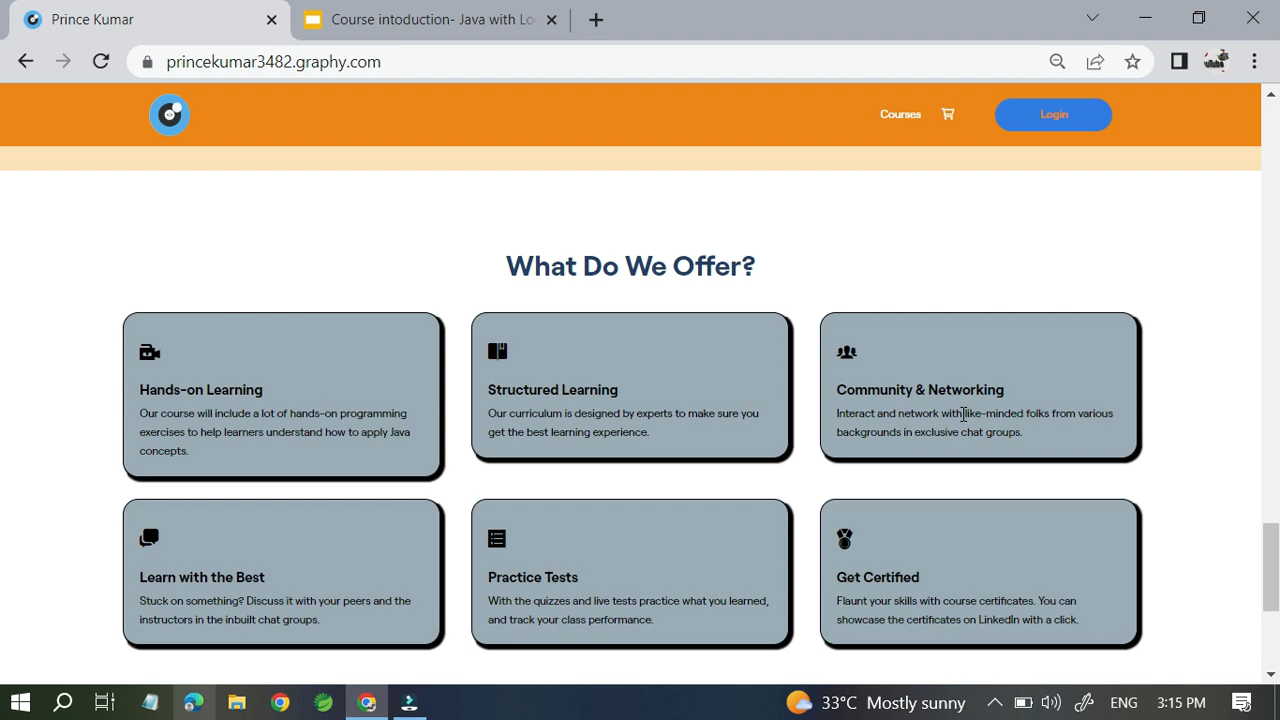 Prince Kumar
Course intoduction- Java with Lo
princekumar3482.graphy.com
Courses
Login
What Do We Offer?
Hands-on Learning
Our course will include a lot of hands-on programming
exercises to help learners understand how to apply Java
concepts.
Structured Learning
Our curriculum is designed by experts to make sure you
get the best learning experience.
Community & Networking
Interact and network with like-minded folks from various
backgrounds in exclusive chat groups.
Learn with the Best
Stuck on something? Discuss it with your peers and the
instructors in the inbuilt chat groups.
Practice Tests
With the quizzes and live tests practice what you learned,
and track your class performance.
Get Certified
Flaunt your skills with course certificates. You can
showcase the certificates on LinkedIn with a click.
33°C Mostly sunny
ENG
3:15 PM